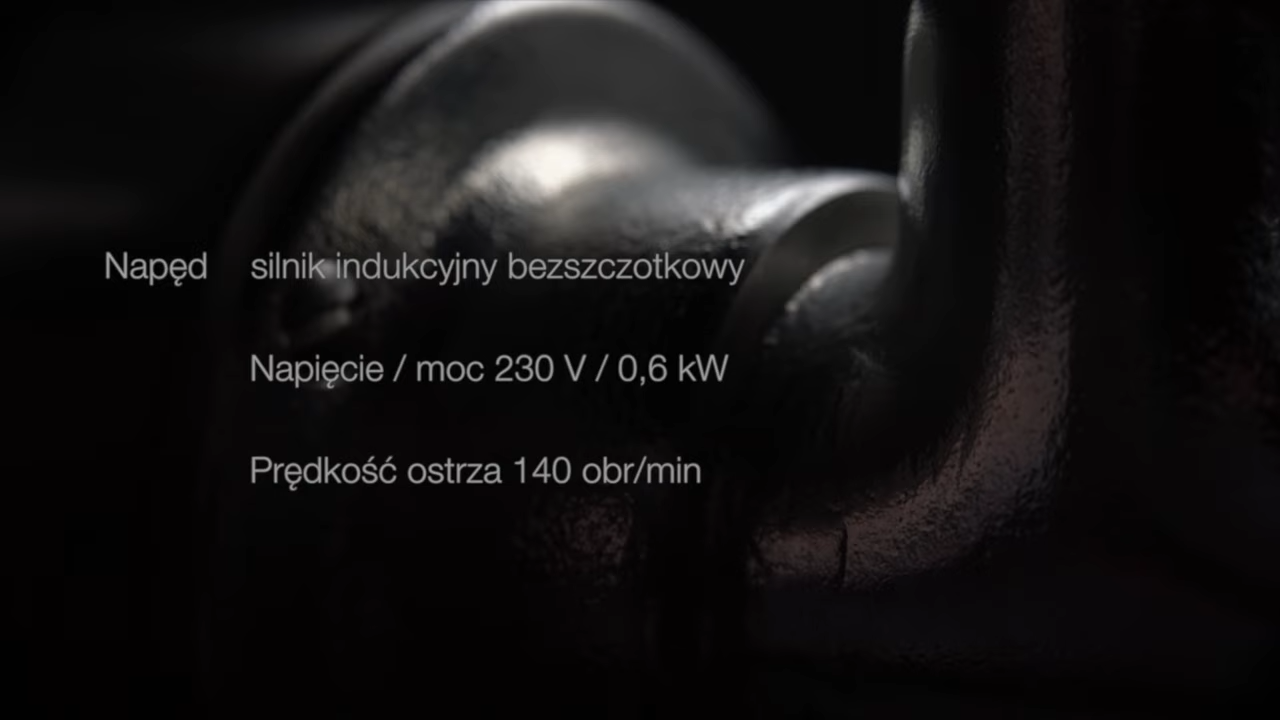 Napęd silnik indukcyjny bezszczotkowy
Napięcie / moc 230 V / 0,6 kW
Prędkość ostrza 140 obr/min